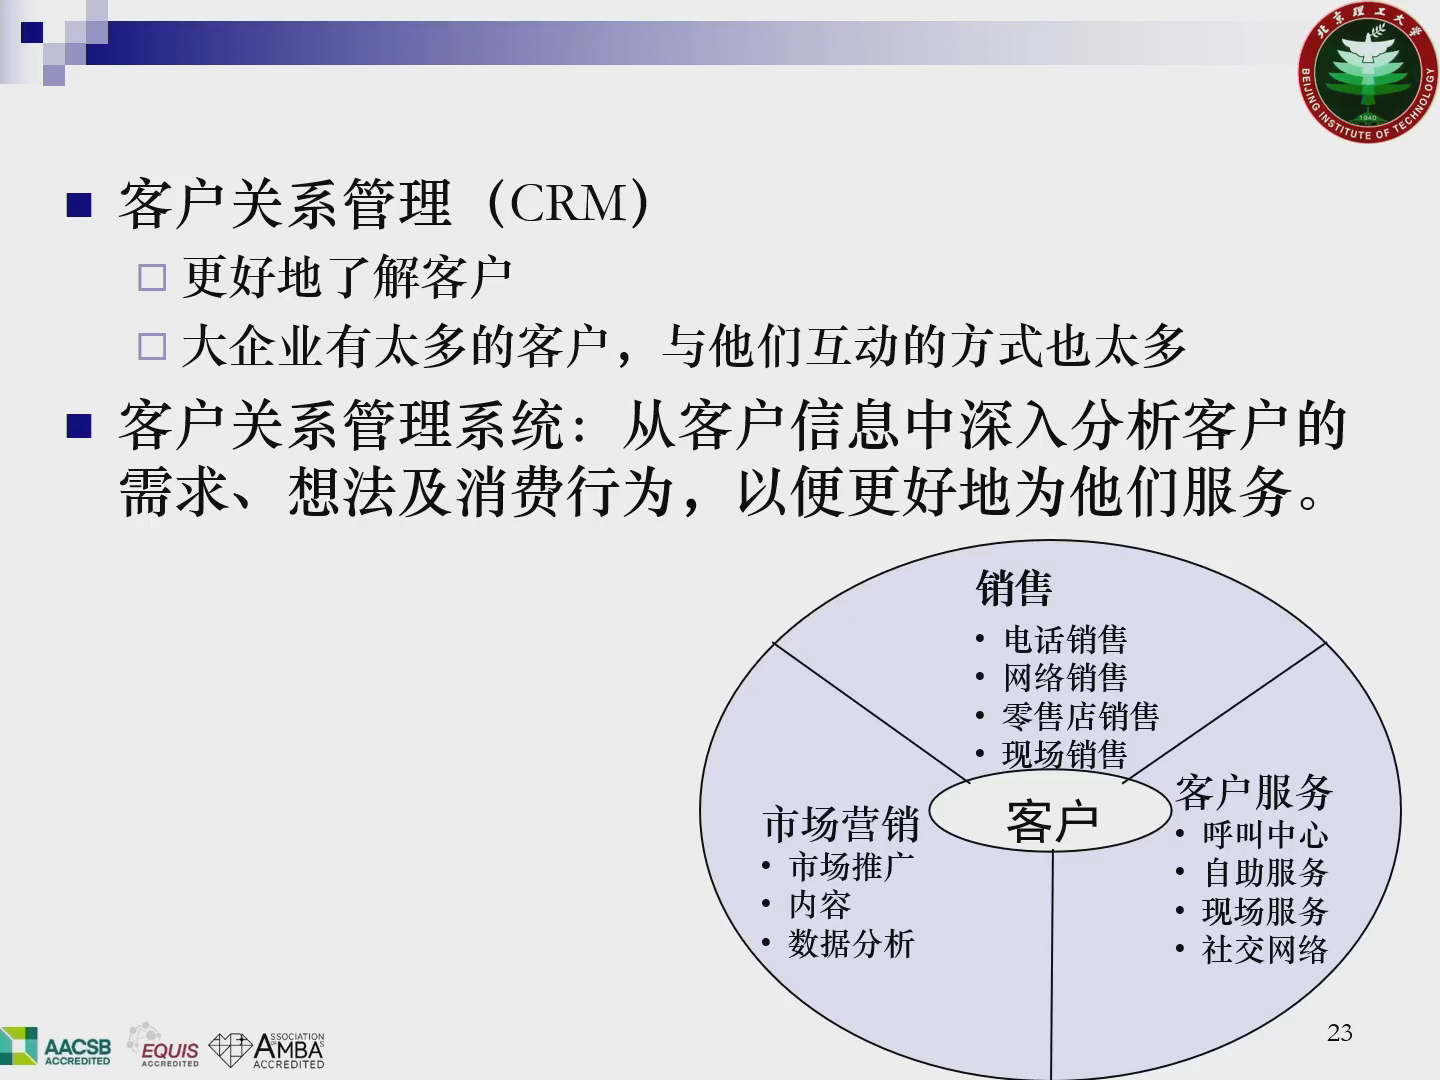 北京理工大学
BEIJING INSTITUTE OF TECHNOLOGY
1940
客户关系管理（CRM）
更好地了解客户
大企业有太多的客户，与他们互动的方式也太多
客户关系管理系统：从客户信息中深入分析客户的
需求、想法及消费行为，以便更好地为他们服务。
销售
• 电话销售
• 网络销售
• 零售店销售
• 现场销售
客户
市场营销
• 市场推广
• 内容
• 数据分析
客户服务
• 呼叫中心
• 自助服务
• 现场服务
• 社交网络
AACSB
ACCREDITED
EQUIS
ACCREDITED
ASSOCIATION
OF
AMBAS
ACCREDITED
23